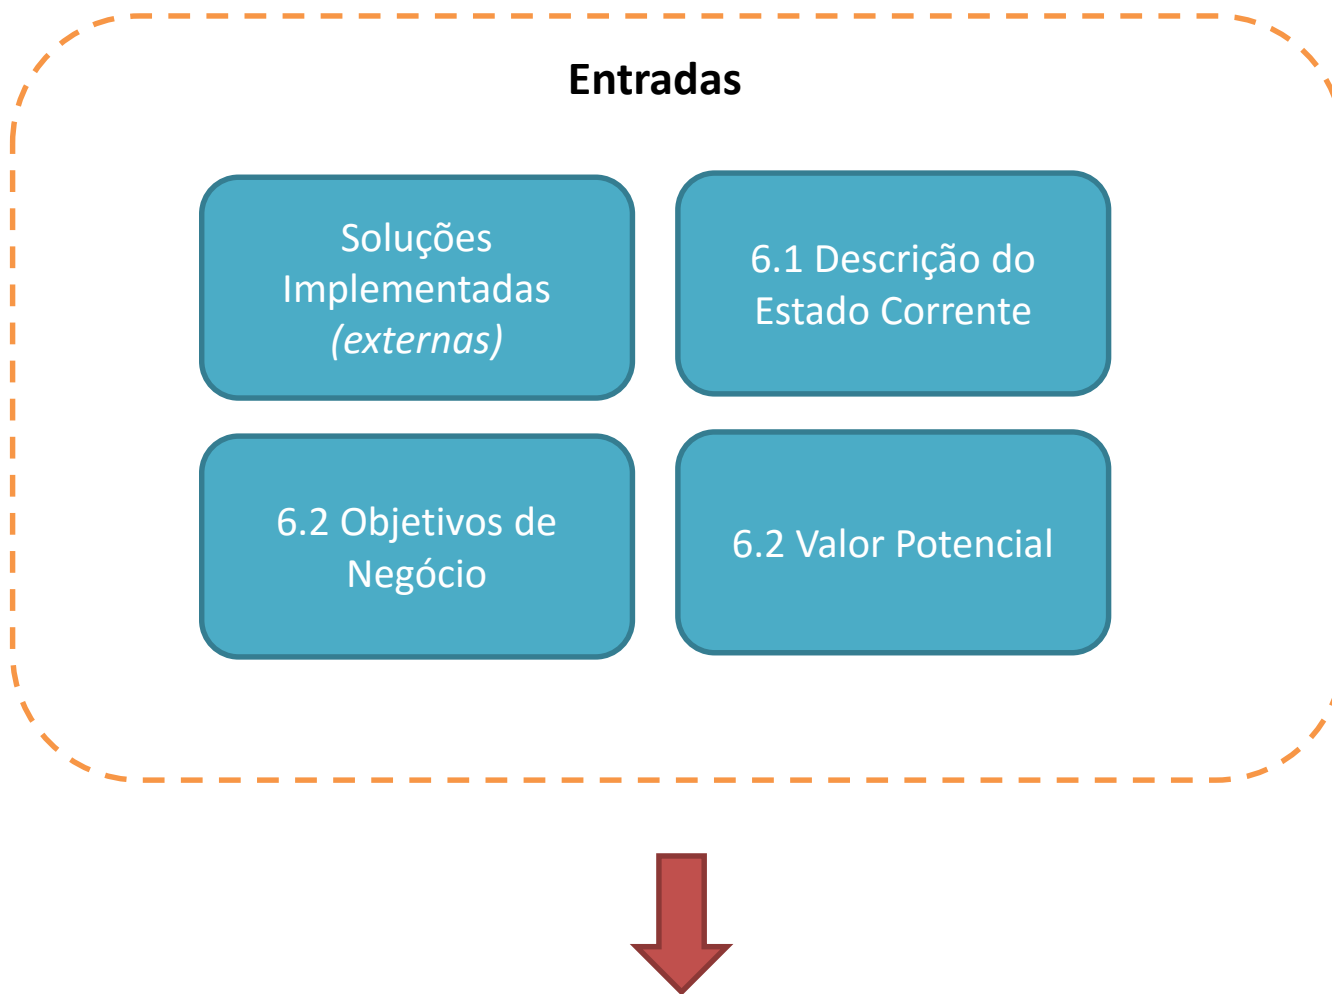 Entradas
Soluções
Implementadas
(externas)
6.1 Descrição do
Estado Corrente
6.2 Objetivos de
Negócio
6.2 Valor Potencial